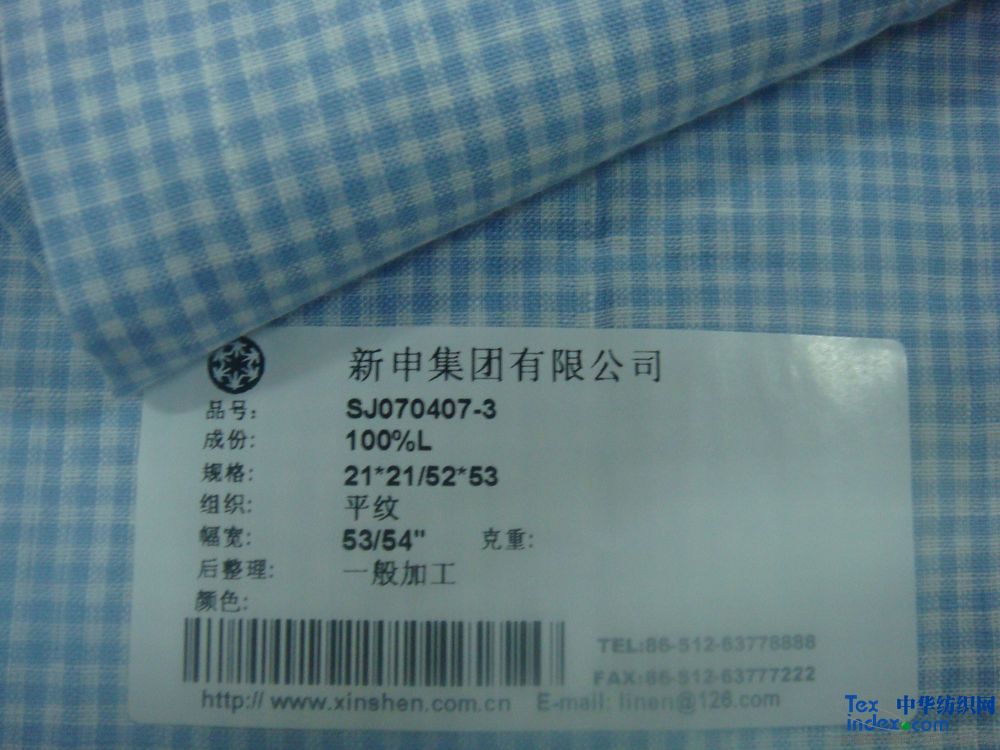 新申集团有限公司
品号: SJ070407-3
成份: 100%L
规格: 21*21/52*53
组织: 平纹
幅宽: 53/54" 克重:
后整理: 一般加工
颜色:
TEL:86-512-63778888
FAX:86-512-63777222
http:// www.xinshen.com.cn E-mail: linen@126.com
Tex 中华纺织网
index.com